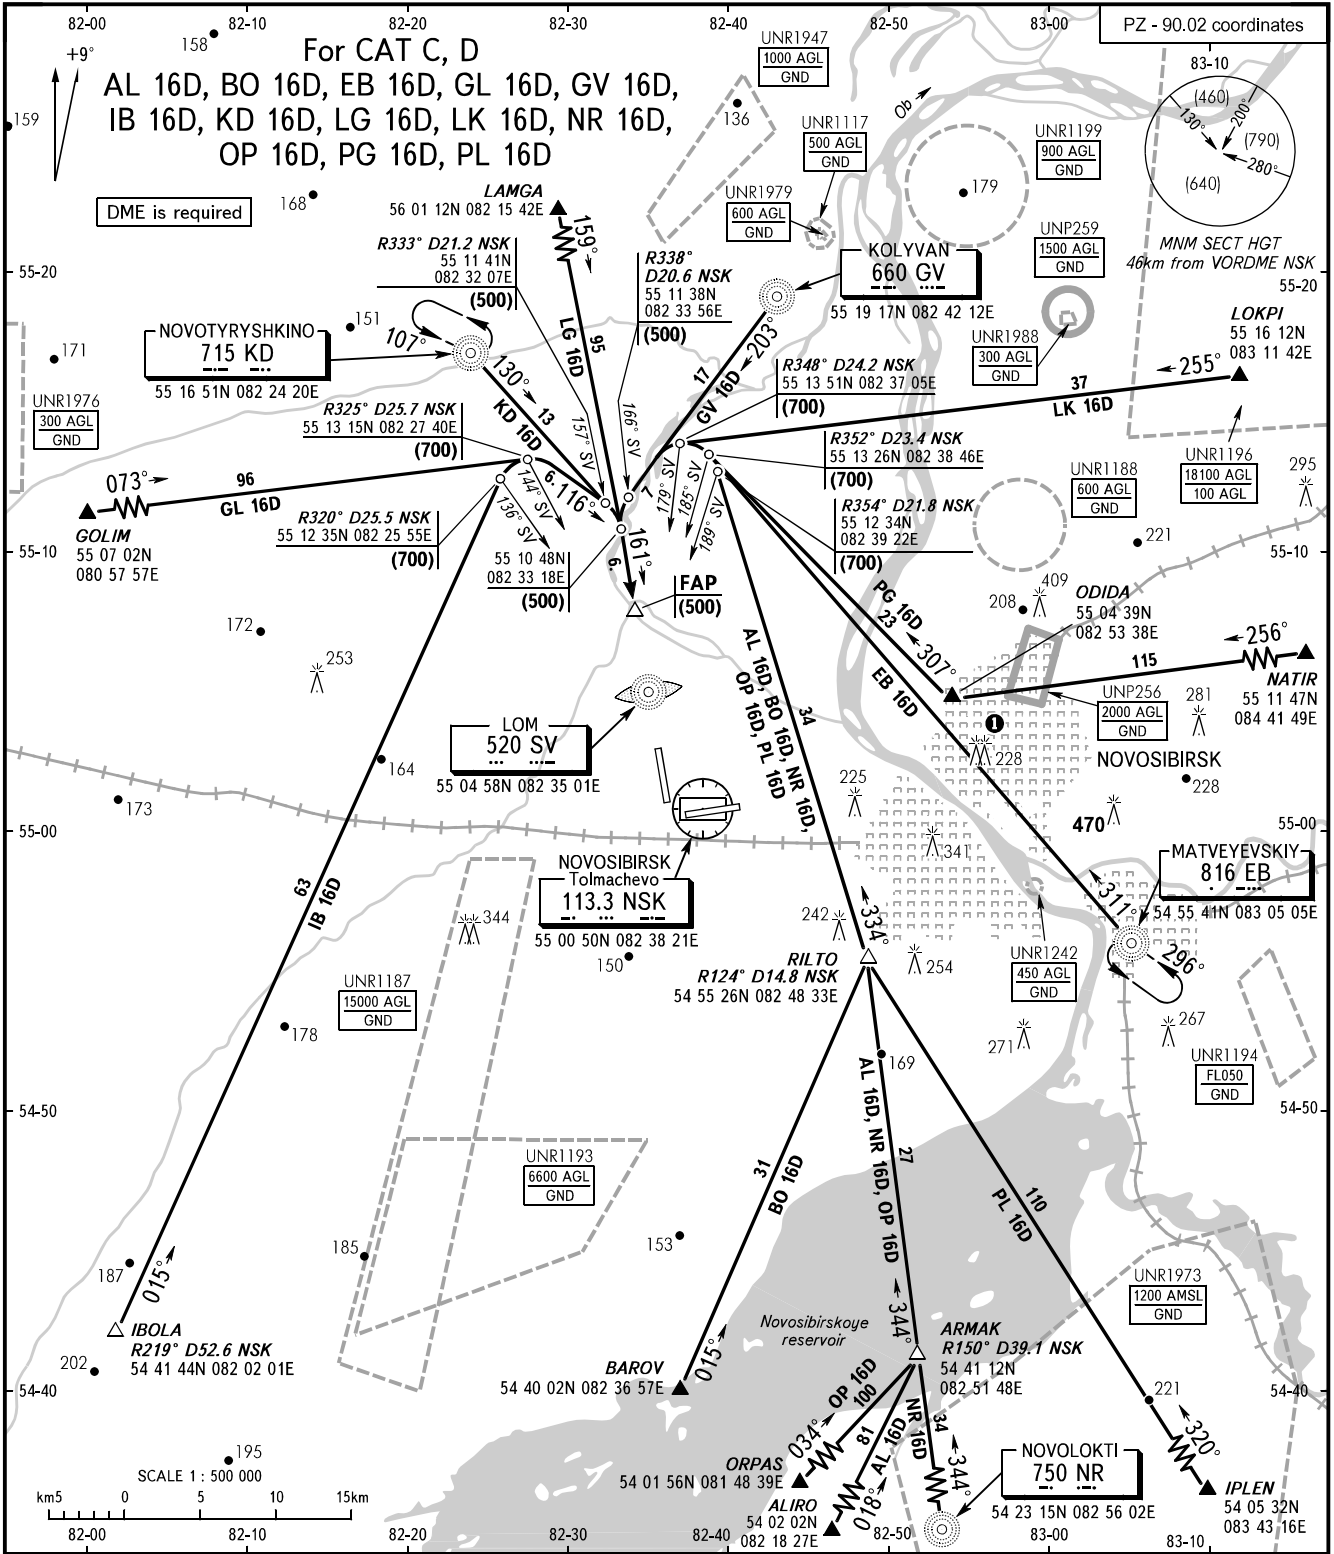 82-00
82-10
82-20
82-30
82-40
82-50
83-00
PZ - 90.02 coordinates
83-10
+9°
158
For CAT C, D
AL 16D, BO 16D, EB 16D, GL 16D, GV 16D,
IB 16D, KD 16D, LG 16D, LK 16D, NR 16D,
OP 16D, PG 16D, PL 16D
159
DME is required
168
136
179
UNR1947
1000 AGL
GND
UNR1117
500 AGL
GND
UNR1979
600 AGL
GND
Ob
UNR1199
900 AGL
GND
UNP259
1500 AGL
GND
UNR1988
300 AGL
GND
(460)
130°
200°
(790)
280°
(640)
MNM SECT HGT
46km from VORDME NSK
55-20
55-20
LAMGA
56 01 12N 082 15 42E
159°
95
LG 16D
R333° D21.2 NSK
55 11 41N
082 32 07E
(500)
R338°
D20.6 NSK
55 11 38N
082 33 56E
(500)
KOLYVAN
660 GV
55 19 17N 082 42 12E
203°
17
GV 16D
LOKPI
55 16 12N
083 11 42E
255°
37
LK 16D
151
171
NOVOTYRYSHKINO
715 KD
55 16 51N 082 24 20E
107°
130°
13
KD 16D
R348° D24.2 NSK
55 13 51N 082 37 05E
(700)
UNR1976
300 AGL
GND
R325° D25.7 NSK
55 13 15N 082 27 40E
(700)
157° SV
166° SV
R352° D23.4 NSK
55 13 26N 082 38 46E
(700)
UNR1188
600 AGL
GND
UNR1196
18100 AGL
100 AGL
295
073°
96
GL 16D
GOLIM
55 07 02N
080 57 57E
6.
116°
144° SV
136° SV
7
179° SV
185° SV
189° SV
R354° D21.8 NSK
55 12 34N
082 39 22E
(700)
R320° D25.5 NSK
55 12 35N 082 25 55E
(700)
55 10 48N
082 33 18E
(500)
161°
6.
FAP
(500)
221
55-10
55-10
409
208
ODIDA
55 04 39N
082 53 38E
PG 16D
23
307°
256°
115
NATIR
55 11 47N
084 41 49E
172
253
AL 16D, BO 16D, NR 16D,
OP 16D, PL 16D
34
EB 16D
UNP256
2000 AGL
GND
281
1
228
NOVOSIBIRSK
228
LOM
520 SV
55 04 58N 082 35 01E
164
173
225
470
341
55-00
55-00
MATVEYEVSKIY
816 EB
54 55 41N 083 05 05E
311°
296°
NOVOSIBIRSK
Tolmachevo
113.3 NSK
55 00 50N 082 38 21E
63
IB 16D
344
242
334°
254
150
RILTO
R124° D14.8 NSK
54 55 26N 082 48 33E
UNR1242
450 AGL
GND
UNR1187
15000 AGL
GND
178
271
267
169
UNR1194
FL050
GND
54-50
54-50
UNR1193
6600 AGL
GND
31
BO 16D
AL 16D, NR 16D, OP 16D
27
110
PL 16D
153
185
187
015°
IBOLA
R219° D52.6 NSK
54 41 44N 082 02 01E
202
UNR1973
1200 AMSL
GND
Novosibirskoye
reservoir
344°
ARMAK
R150° D39.1 NSK
54 41 12N
082 51 48E
015°
BAROV
54 40 02N 082 36 57E
54-40
54-40
221
OP 16D
100
034°
81
AL 16D
018°
34
NR 16D
344°
320°
ORPAS
54 01 56N 081 48 39E
ALIRO
54 02 02N
082 18 27E
NOVOLOKTI
750 NR
54 23 15N 082 56 02E
IPLEN
54 05 32N
083 43 16E
195
SCALE 1 : 500 000
km5 0 5 10 15km
82-00
82-10
82-20
82-30
82-40
82-50
83-00
83-10